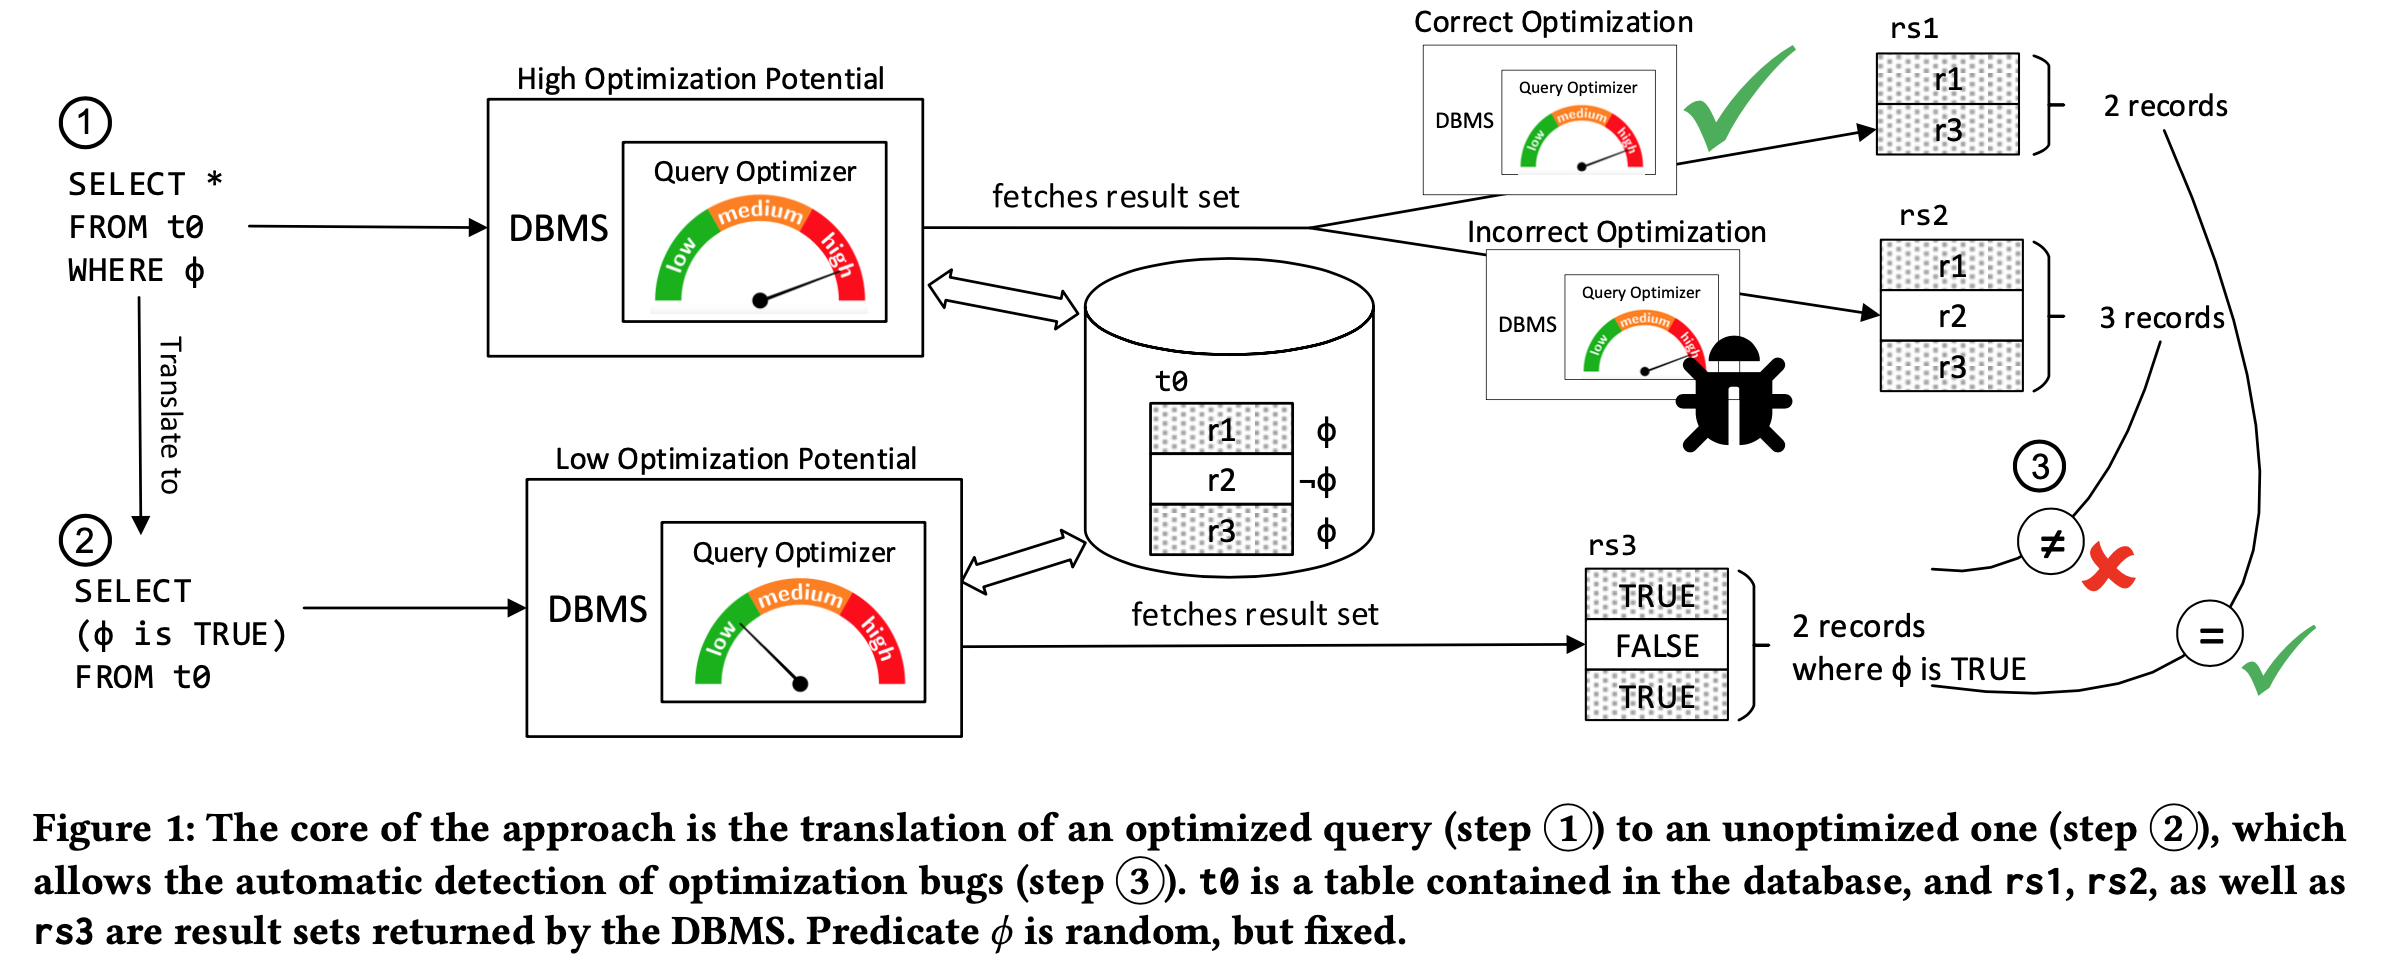 ①
SELECT *
FROM t0
WHERE ϕ
Translate to
②
SELECT
(ϕ is TRUE)
FROM t0
High Optimization Potential
DBMS
Query Optimizer
low
medium
high
Low Optimization Potential
DBMS
Query Optimizer
low
medium
high
fetches result set
t0
r1 ϕ
r2 ¬ϕ
r3 ϕ
fetches result set
Correct Optimization
DBMS
Query Optimizer
low
medium
high
Incorrect Optimization
DBMS
Query Optimizer
low
medium
high
rs1
r1
r3
2 records
rs2
r1
r2
r3
3 records
③
≠
=
rs3
TRUE
FALSE
TRUE
2 records
where ϕ is TRUE
Figure 1: The core of the approach is the translation of an optimized query (step ①) to an unoptimized one (step ②), which
allows the automatic detection of optimization bugs (step ③). t0 is a table contained in the database, and rs1, rs2, as well as
rs3 are result sets returned by the DBMS. Predicate ϕ is random, but fixed.